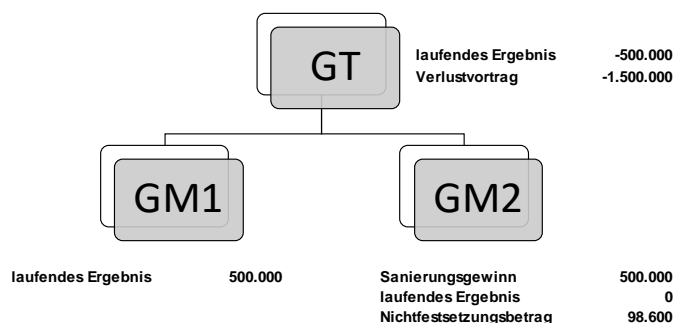 GT
laufendes Ergebnis -500.000
Verlustvortrag -1.500.000
GM1
GM2
laufendes Ergebnis 500.000
Sanierungsgewinn 500.000
laufendes Ergebnis 0
Nichtfestsetzungsbetrag 98.600